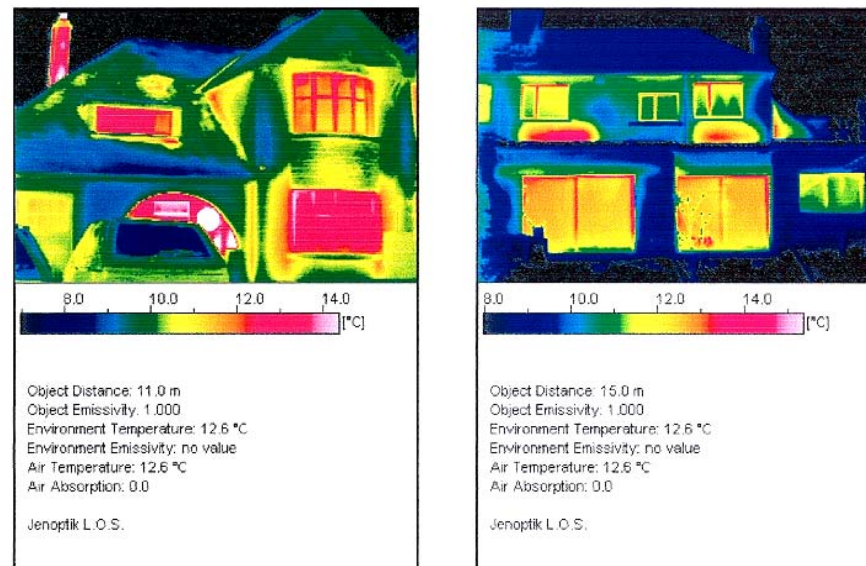 8.0 10.0 12.0 14.0
[°C]
Object Distance: 11.0 m
Object Emissivity: 1.000
Environment Temperature: 12.6 °C
Environment Emissivity: no value
Air Temperature: 12.6 °C
Air Absorption: 0.0
Jenoptik L.O.S.
8.0 10.0 12.0 14.0
[°C]
Object Distance: 15.0 m
Object Emissivity: 1.000
Environment Temperature: 12.6 °C
Environment Emissivity: no value
Air Temperature: 12.6 °C
Air Absorption: 0.0
Jenoptik L.O.S.